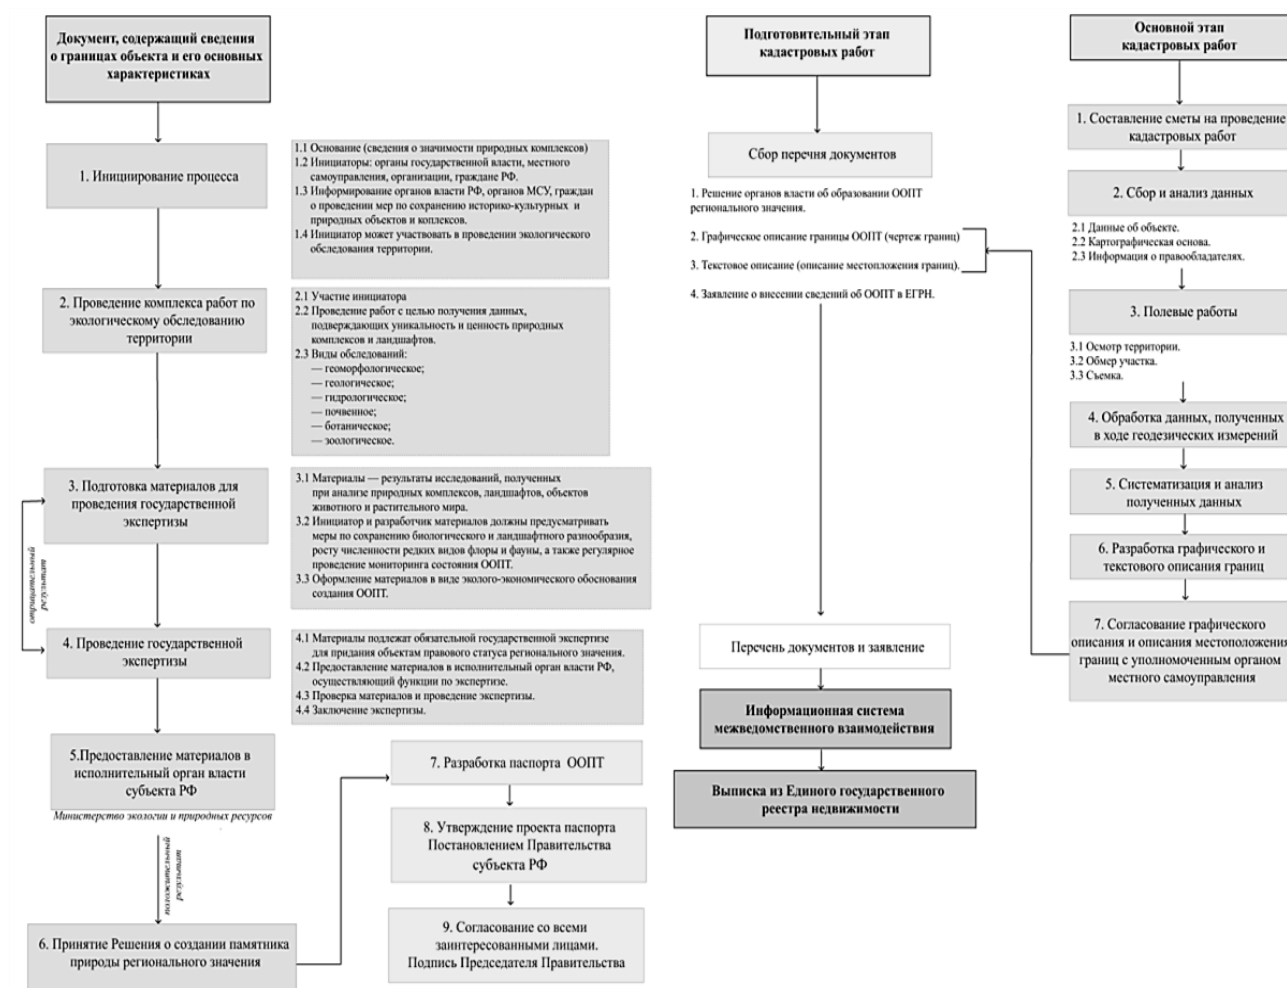 Документ, содержащий сведения
о границах объекта и его основных
характеристиках
1. Инициирование процесса
1.1 Основание (сведения о значимости природных комплексов)
1.2 Инициаторы: органы государственной власти, местного
самоуправления, организации, граждане РФ.
1.3 Информирование органов власти РФ, органов МСУ, граждан
о проведении мер по сохранению историко-культурных и
природных объектов и коплексов.
1.4 Инициатор может участвовать в проведении экологического
обследования территории.
2. Проведение комплекса работ по
экологическому обследованию
территории
2.1 Участие инициатора
2.2 Проведение работ с целью получения данных,
подверждающих уникальность и ценность природных
комплексов и ландшафтов.
2.3 Виды обследований:
— геоморфологическое;
— геологическое;
— гидрологическое;
— почвенное;
— ботаническое;
— зоологическое.
3. Подготовка материалов для
проведения государственной
экспертизы
3.1 Материалы — результаты исследований, полученных
при анализе природных комплексов, ландшафтов, объектов
животного и растительного мира.
3.2 Инициатор и разработчик материалов должны предусматривать
меры по сохранению биологического и ландшафтного разнообразия,
росту численности редких видов флоры и фауны, а также регулярное
проведение мониторинга состояния ООПТ.
3.3 Оформление материалов в виде эколого-экономического обоснования
создания ООПТ.
отрицательный
результат
4. Проведение государственной
экспертизы
4.1 Материалы подлежат обязательной государственной экспертизе
для придания объектам правового статуса регионального значения.
4.2 Предоставление материалов в исполнительный орган власти РФ,
осуществляющий функции по экспертизе.
4.3 Проверка материалов и проведение экспертизы.
4.4 Заключение экспертизы.
5.Предоставление материалов в
исполнительный орган власти
субъекта РФ
Министерство экологии и природных ресурсов
положительный
результат
6. Принятие Решения о создании памятника
природы регионального значения
7. Разработка паспорта ООПТ
8. Утверждение проекта паспорта
Постановлением Правительства
субъекта РФ
9. Согласование со всеми
заинтересованными лицами.
Подпись Председателя Правительства
Подготовительный этап
кадастровых работ
Сбор перечня документов
1. Решение органов власти об образовании ООПТ
регионального значения.
2. Графическое описание границы ООПТ (чертеж границ)
3. Текстовое описание (описание местопложения границ).
4. Заявление о внесении сведений об ООПТ в ЕГРН.
Перечень документов и заявление
Информационная система
межведомственного взаимодействия
Выписка из Единого государственного
реестра недвижимости
Основной этап
кадастровых работ
1. Составление сметы на проведение
кадастровых работ
2. Сбор и анализ данных
2.1 Данные об объекте.
2.2 Картографическая основа.
2.3 Информация о правообладателях.
3. Полевые работы
3.1 Осмотр территории.
3.2 Обмер участка.
3.3 Съемка.
4. Обработка данных, полученных
в ходе геодезических измерений
5. Систематизация и анализ
полученных данных
6. Разработка графического и
текстового описания границ
7. Согласование графического
описания и описания местоположения
границ с уполномоченным органом
местного самоуправления